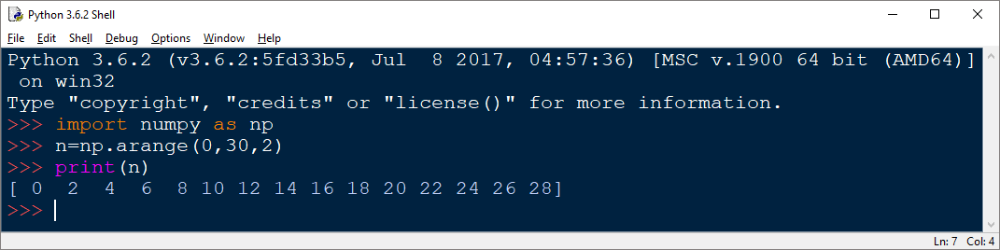 Python 3.6.2 Shell
File Edit Shell Debug Options Window Help
Python 3.6.2 (v3.6.2:5fd33b5, Jul  8 2017, 04:57:36) [MSC v.1900 64 bit (AMD64)]
 on win32
Type "copyright", "credits" or "license()" for more information.
>>> import numpy as np
>>> n=np.arange(0,30,2)
>>> print(n)
[ 0  2  4  6  8 10 12 14 16 18 20 22 24 26 28]
>>>
Ln: 7 Col: 4